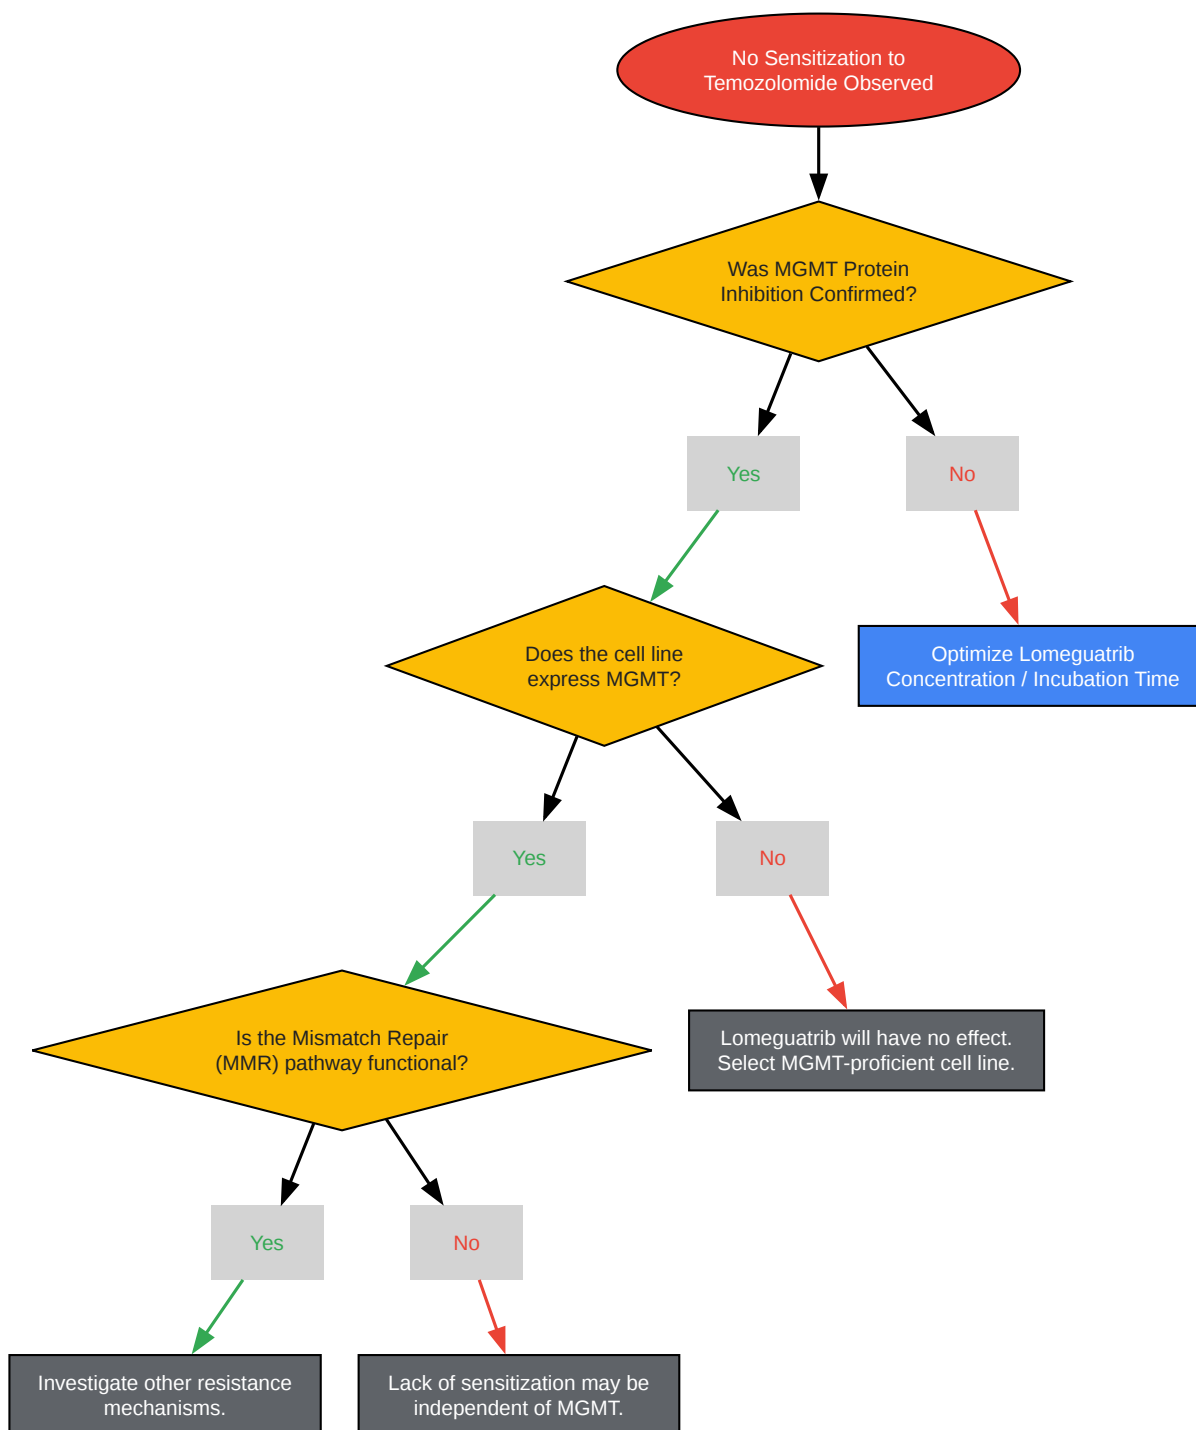 No Sensitization to
Temozolomide Observed
Was MGMT Protein
Inhibition Confirmed?
Yes
No
Does the cell line
express MGMT?
Optimize Lomeguatrib
Concentration / Incubation Time
Yes
No
Is the Mismatch Repair
(MMR) pathway functional?
Lomeguatrib will have no effect.
Select MGMT-proficient cell line.
Yes
No
Investigate other resistance
mechanisms.
Lack of sensitization may be
independent of MGMT.